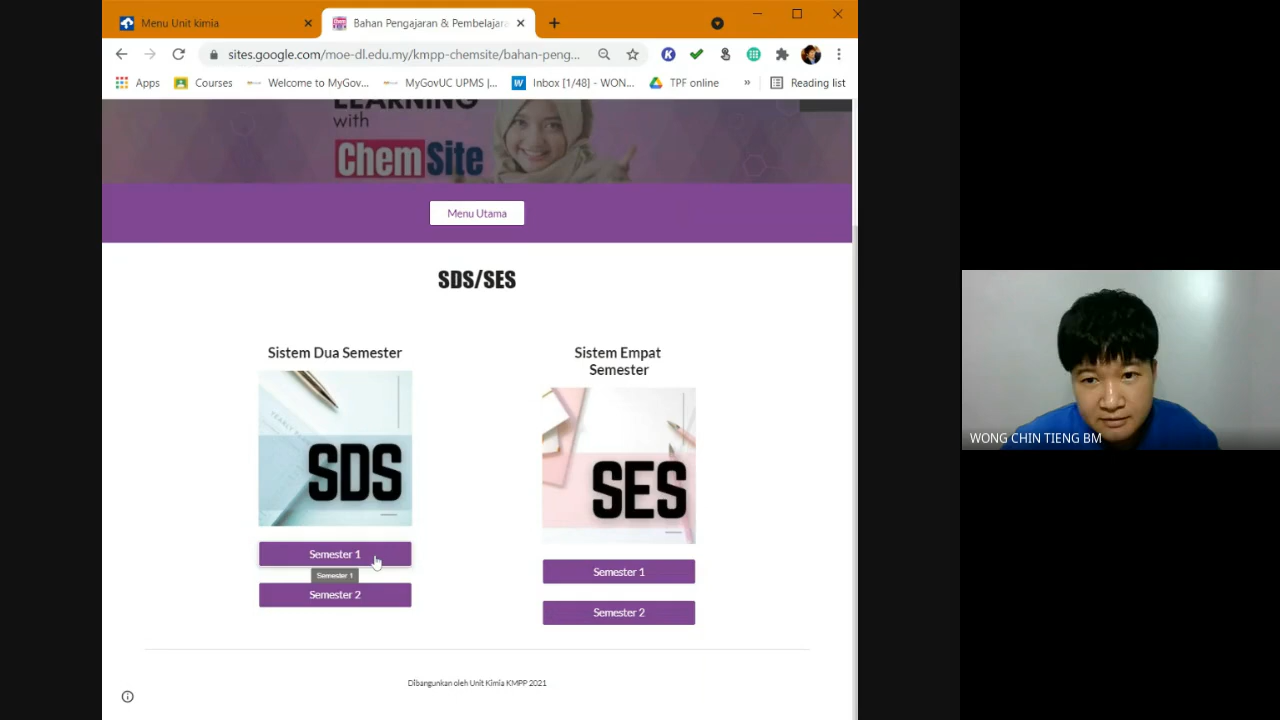 Menu Unit kimia
Bahan Pengajaran & Pembelajara
sites.google.com/moe-dl.edu.my/kmpp-chemsite/bahan-peng...
Apps
Courses
Welcome to MyGov...
MyGovUC UPMS |...
Inbox [1/48] - WON...
TPF online
»
Reading list
LEARNING
with
ChemSite
Menu Utama
SDS/SES
Sistem Dua Semester
Sistem Empat
Semester
SDS
SES
Semester 1
Semester 1
Semester 2
Semester 1
Semester 2
Dibangunkan oleh Unit Kimia KMPP 2021
WONG CHIN TIENG BM